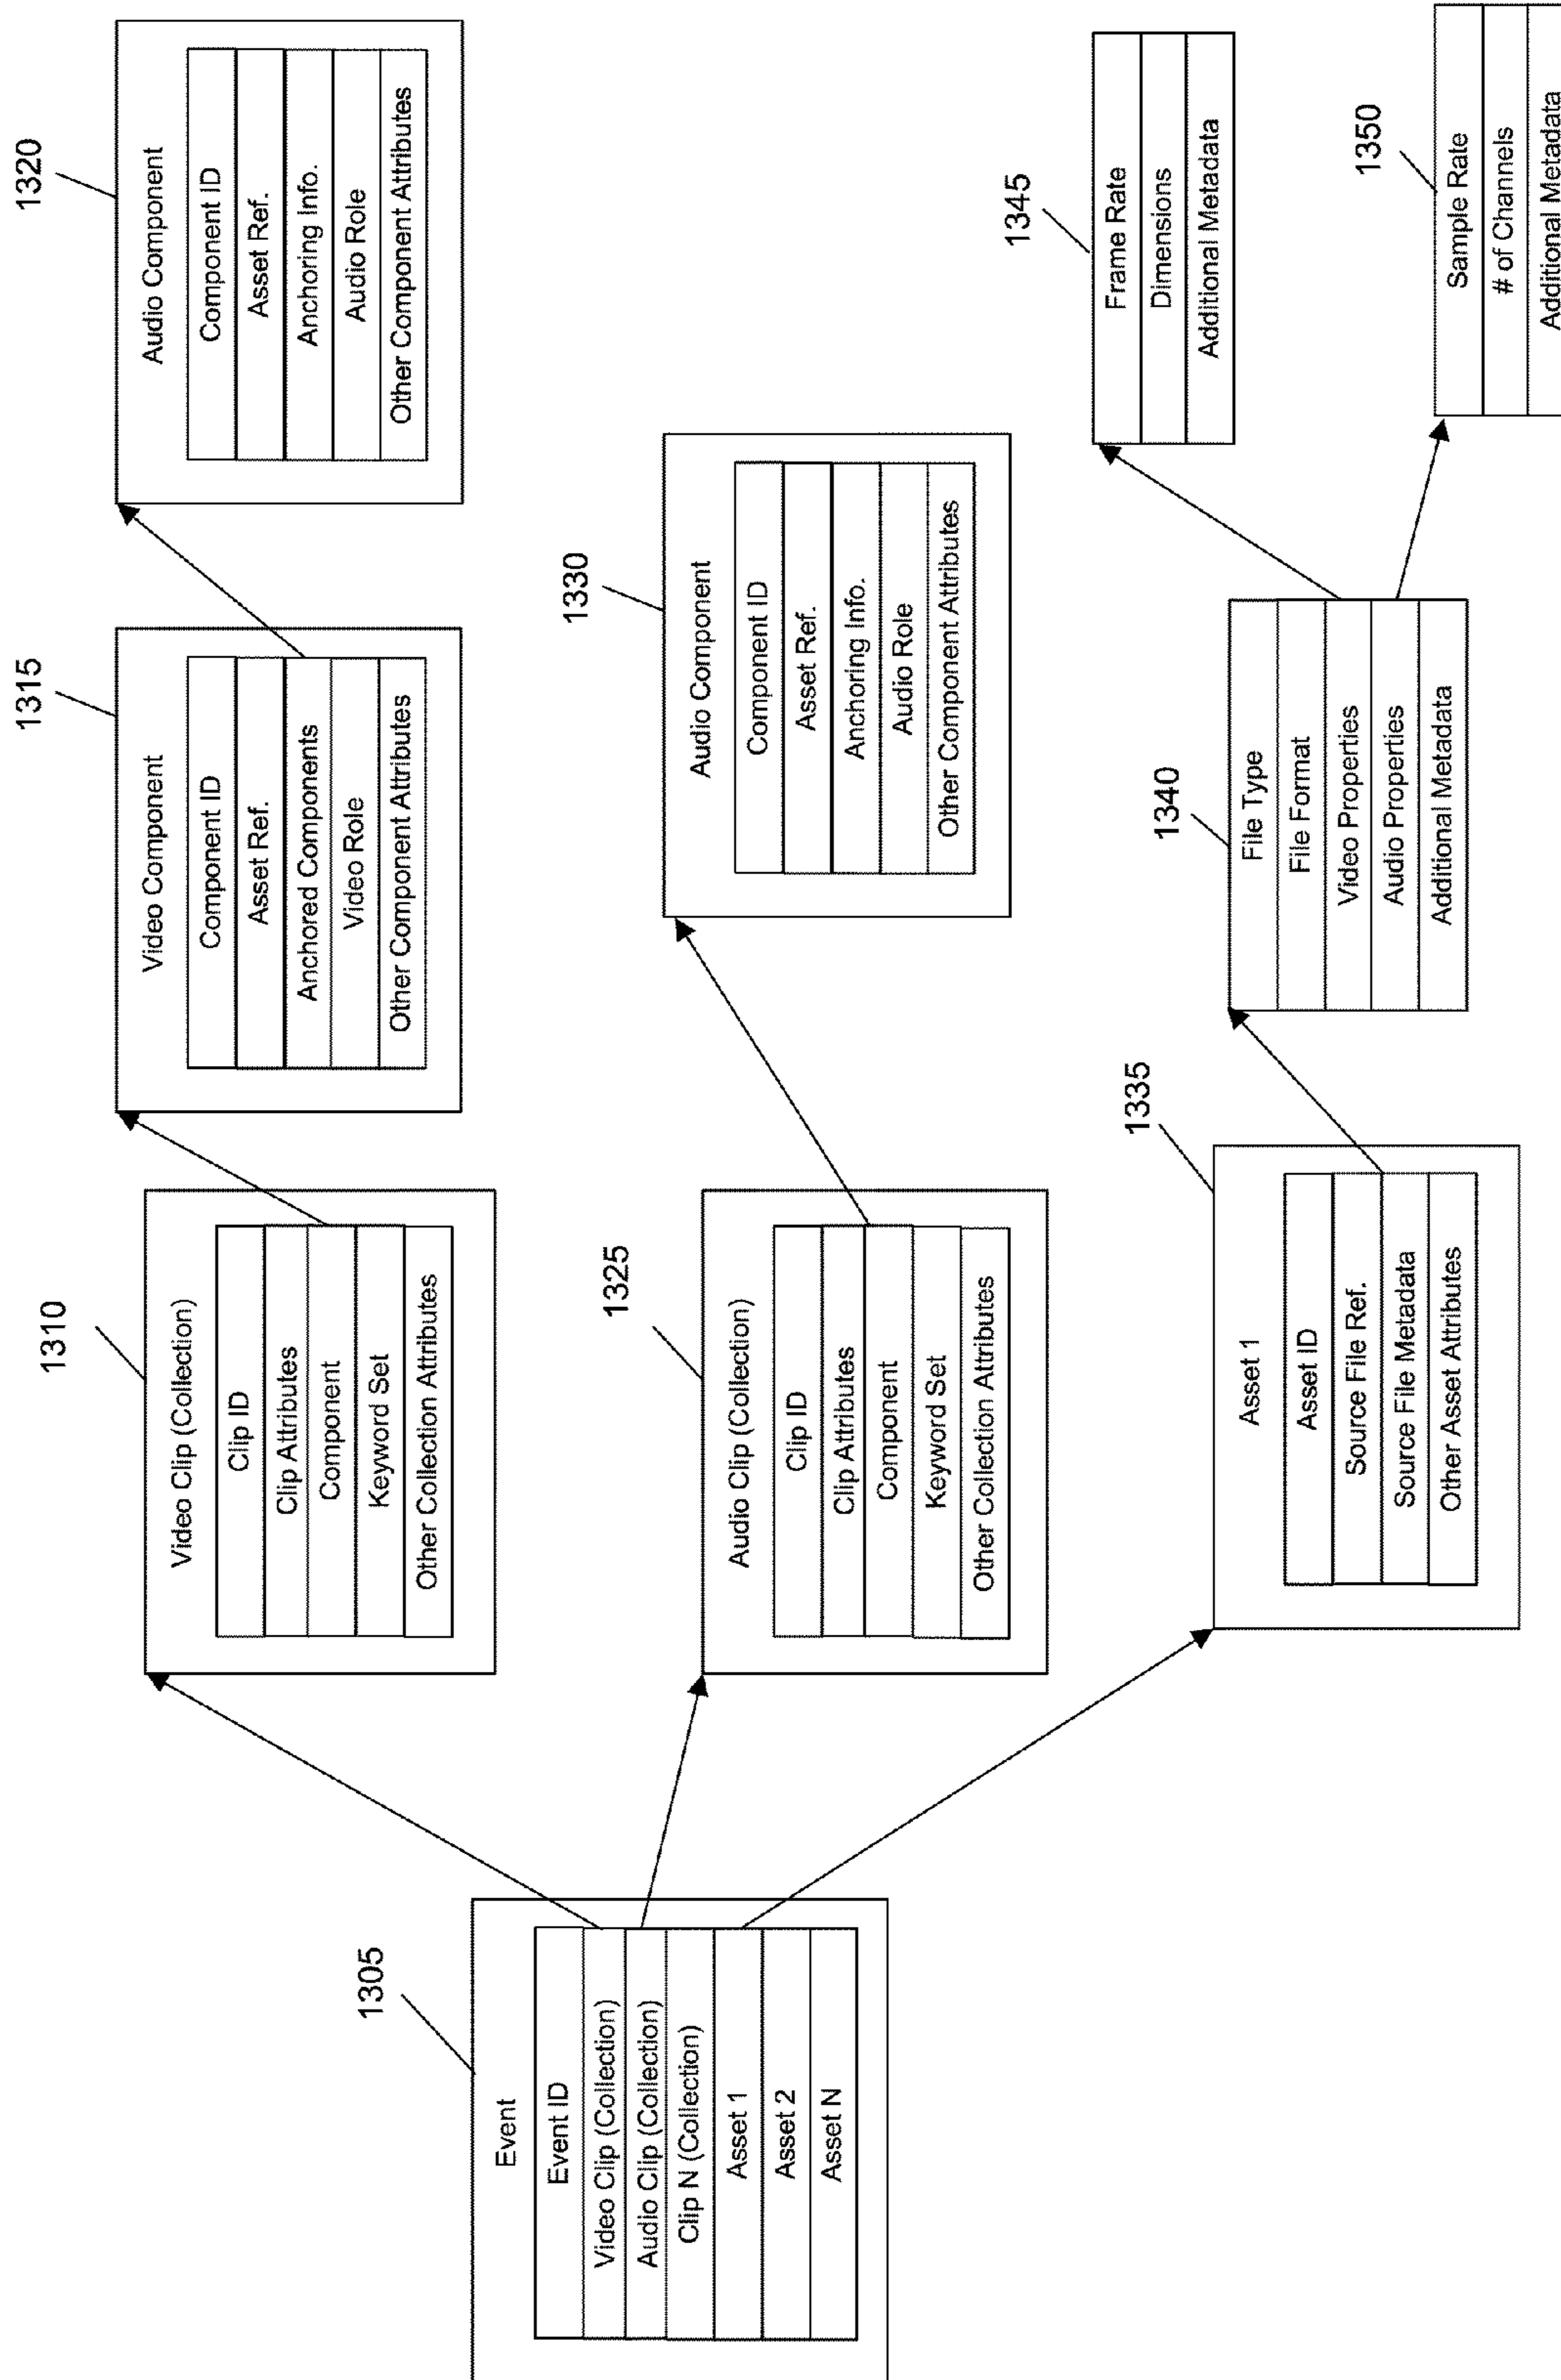 1305
Event
Event ID
Video Clip (Collection)
Audio Clip (Collection)
Clip N (Collection)
Asset 1
Asset 2
Asset N
1310
Video Clip (Collection)
Clip ID
Clip Attributes
Component
Keyword Set
Other Collection Attributes
1315
Video Component
Component ID
Asset Ref.
Anchored Components
Video Role
Other Component Attributes
1320
Audio Component
Component ID
Asset Ref.
Anchoring Info.
Audio Role
Other Component Attributes
1325
Audio Clip (Collection)
Clip ID
Clip Attributes
Component
Keyword Set
Other Collection Attributes
1330
Audio Component
Component ID
Asset Ref.
Anchoring Info.
Audio Role
Other Component Attributes
1335
Asset 1
Asset ID
Source File Ref.
Source File Metadata
Other Asset Attributes
1340
File Type
File Format
Video Properties
Audio Properties
Additional Metadata
1345
Frame Rate
Dimensions
Additional Metadata
1350
Sample Rate
# of Channels
Additional Metadata